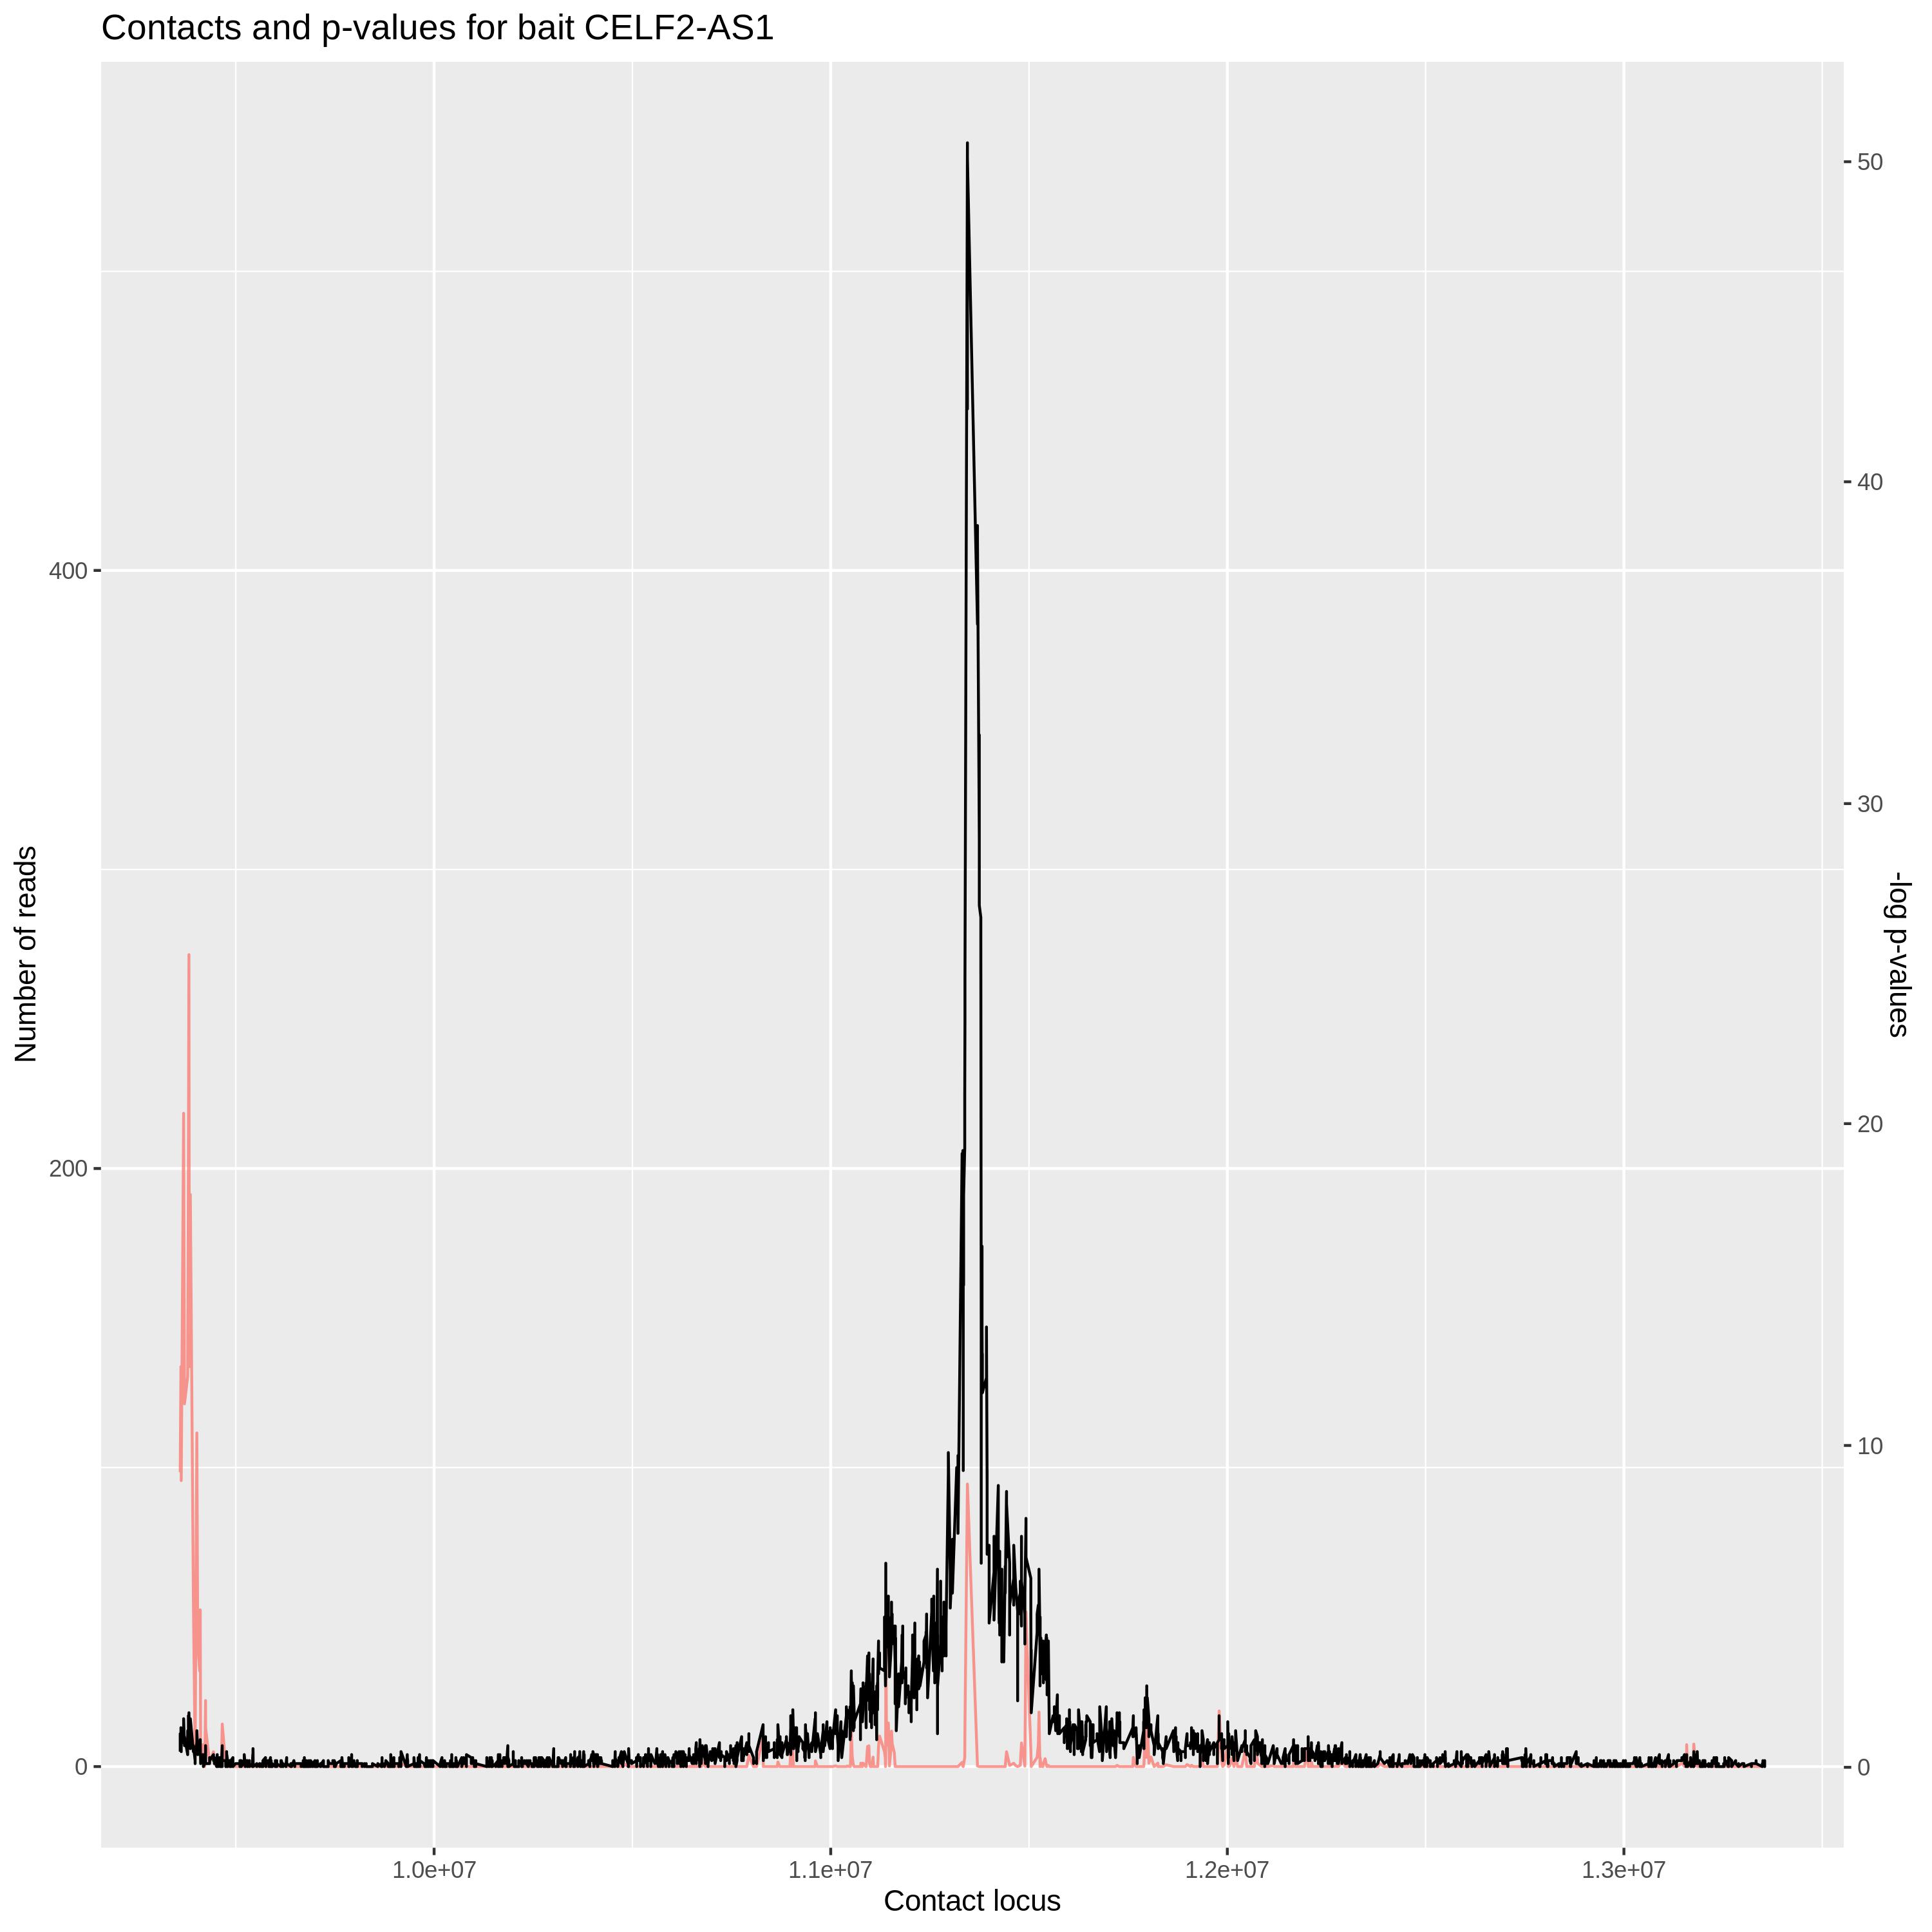 Contacts and p-values for bait CELF2-AS1
Number of reads
400
200
0
50
40
30
20
10
0
-log p-values
1.0e+07
1.1e+07
1.2e+07
1.3e+07
Contact locus